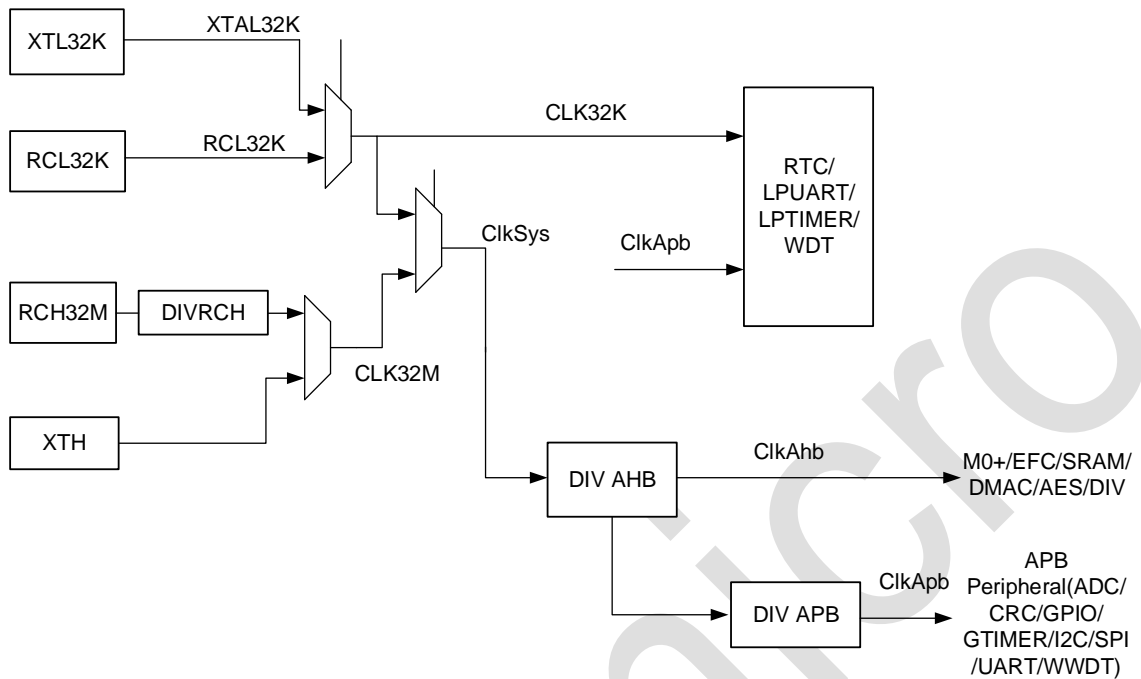 XTL32K
XTAL32K
RCL32K
RCL32K
CLK32K
RTC/
LPUART/
LPTIMER/
WDT
ClkSys
ClkApb
RCH32M
DIVRCH
CLK32M
XTH
DIV AHB
ClkAhb
M0+/EFC/SRAM/
DMAC/AES/DIV
DIV APB
ClkApb
APB
Peripheral(ADC/
CRC/GPIO/
GTIMER/I2C/SPI
/UART/WWDT)
micro